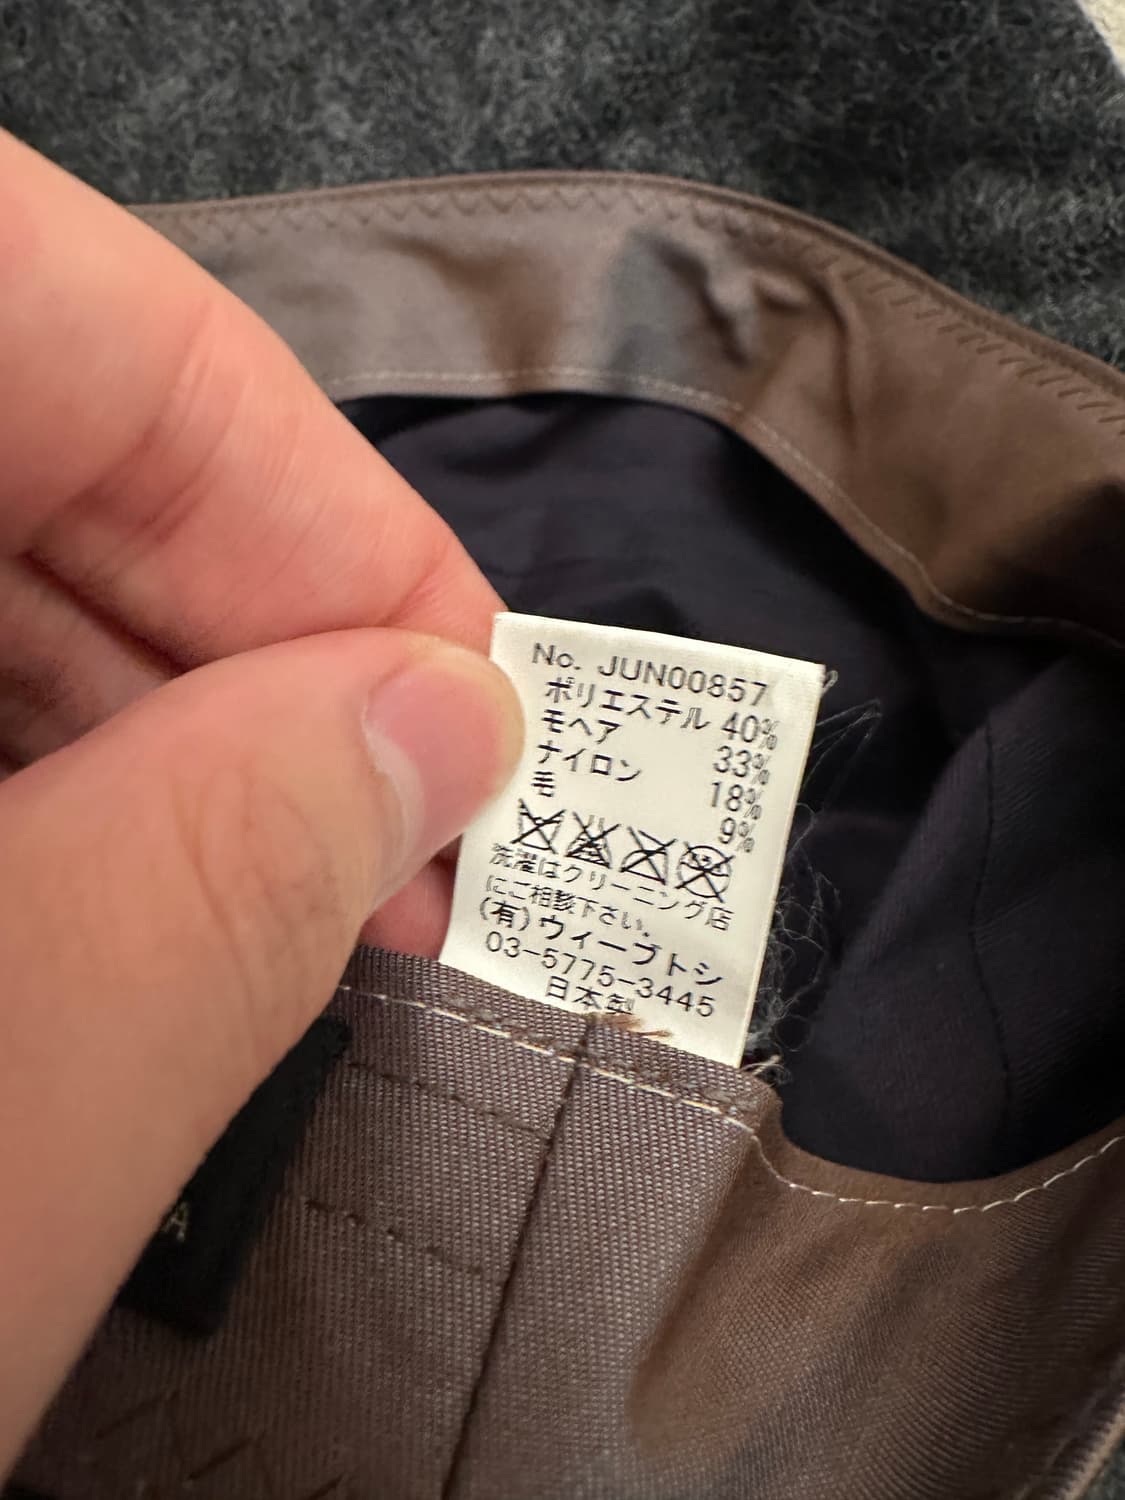 No. JUN00857
ポリエステル 40%
モヘア 33%
ナイロン 18%
毛 9%
洗濯はクリーニング店
にご相談下さい。
(有)ウィーブトシ
03-5775-3445
日本製
A